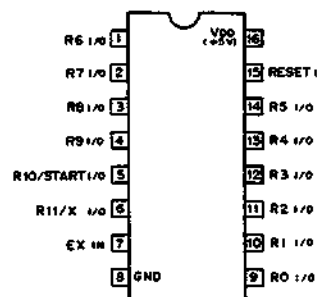 R6 I/O 1
R7 I/O 2
R8 I/O 3
R9 I/O 4
R10/START I/O 5
R11/X I/O 6
EX IN 7
8 GND
VDD (+5V) 16
15 RESET
14 R5 I/O
13 R4 I/O
12 R3 I/O
11 R2 I/O
10 R1 I/O
9 R0 I/O